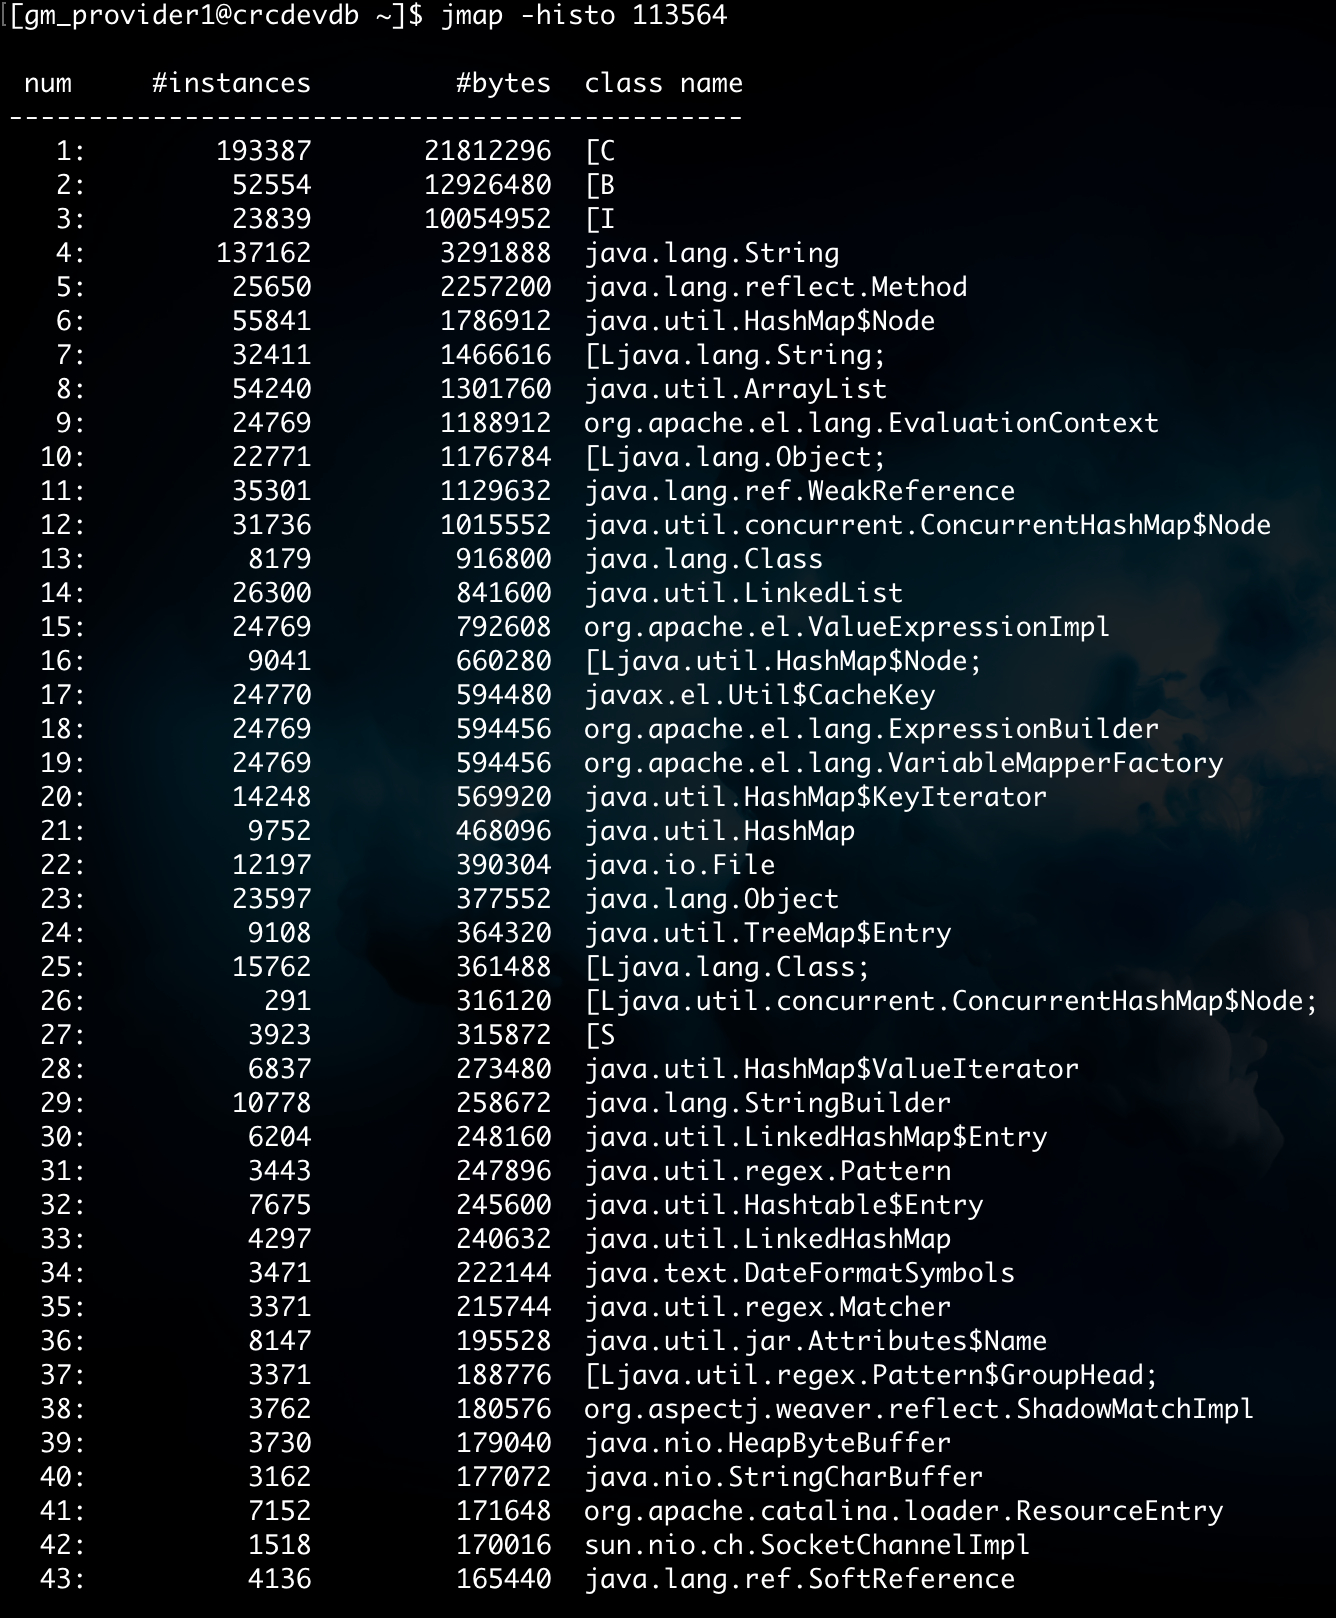 [[gm_provider1@crcdevdb ~]$ jmap -histo 113564
 num     #instances         #bytes  class name
----------------------------------------------
   1:        193387       21812296  [C
   2:         52554       12926480  [B
   3:         23839       10054952  [I
   4:        137162        3291888  java.lang.String
   5:         25650        2257200  java.lang.reflect.Method
   6:         55841        1786912  java.util.HashMap$Node
   7:         32411        1466616  [Ljava.lang.String;
   8:         54240        1301760  java.util.ArrayList
   9:         24769        1188912  org.apache.el.lang.EvaluationContext
  10:         22771        1176784  [Ljava.lang.Object;
  11:         35301        1129632  java.lang.ref.WeakReference
  12:         31736        1015552  java.util.concurrent.ConcurrentHashMap$Node
  13:          8179         916800  java.lang.Class
  14:         26300         841600  java.util.LinkedList
  15:         24769         792608  org.apache.el.ValueExpressionImpl
  16:          9041         660280  [Ljava.util.HashMap$Node;
  17:         24770         594480  javax.el.Util$CacheKey
  18:         24769         594456  org.apache.el.lang.ExpressionBuilder
  19:         24769         594456  org.apache.el.lang.VariableMapperFactory
  20:         14248         569920  java.util.HashMap$KeyIterator
  21:          9752         468096  java.util.HashMap
  22:         12197         390304  java.io.File
  23:         23597         377552  java.lang.Object
  24:          9108         364320  java.util.TreeMap$Entry
  25:         15762         361488  [Ljava.lang.Class;
  26:           291         316120  [Ljava.util.concurrent.ConcurrentHashMap$Node;
  27:          3923         315872  [S
  28:          6837         273480  java.util.HashMap$ValueIterator
  29:         10778         258672  java.lang.StringBuilder
  30:          6204         248160  java.util.LinkedHashMap$Entry
  31:          3443         247896  java.util.regex.Pattern
  32:          7675         245600  java.util.Hashtable$Entry
  33:          4297         240632  java.util.LinkedHashMap
  34:          3471         222144  java.text.DateFormatSymbols
  35:          3371         215744  java.util.regex.Matcher
  36:          8147         195528  java.util.jar.Attributes$Name
  37:          3371         188776  [Ljava.util.regex.Pattern$GroupHead;
  38:          3762         180576  org.aspectj.weaver.reflect.ShadowMatchImpl
  39:          3730         179040  java.nio.HeapByteBuffer
  40:          3162         177072  java.nio.StringCharBuffer
  41:          7152         171648  org.apache.catalina.loader.ResourceEntry
  42:          1518         170016  sun.nio.ch.SocketChannelImpl
  43:          4136         165440  java.lang.ref.SoftReference